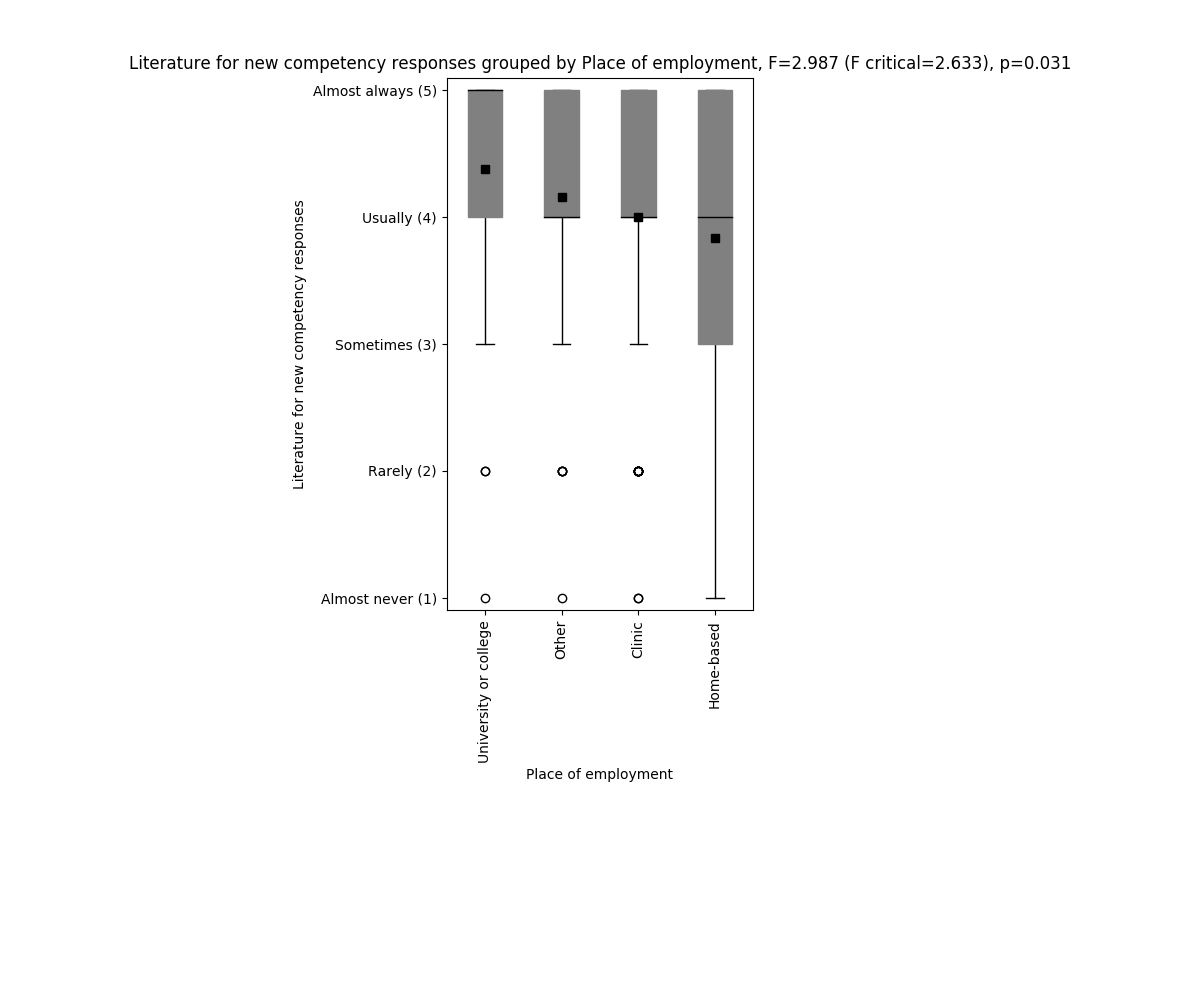 Literature for new competency responses grouped by Place of employment, F=2.987 (F critical=2.633), p=0.031
Literature for new competency responses
Almost always (5)
Usually (4)
Sometimes (3)
Rarely (2)
Almost never (1)
University or college
Other
Clinic
Home-based
Place of employment